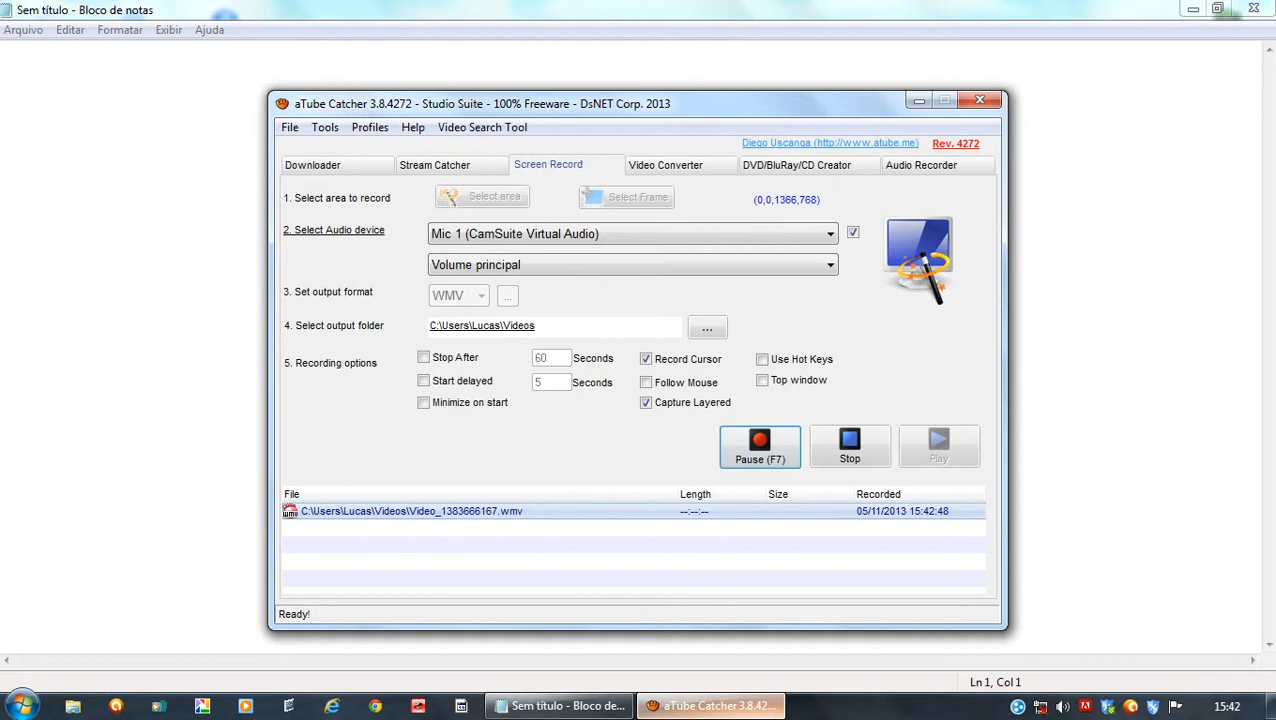 Sem título - Bloco de notas
Arquivo Editar Formatar Exibir Ajuda
aTube Catcher 3.8.4272 - Studio Suite - 100% Freeware - DsNET Corp. 2013
File Tools Profiles Help Video Search Tool
Diego Uscanga (http://www.atube.me) Rev. 4272
Downloader Stream Catcher Screen Record Video Converter DVD/BluRay/CD Creator Audio Recorder
1. Select area to record Select area Select Frame (0,0,1366,768)
2. Select Audio device Mic 1 (CamSuite Virtual Audio)
Volume principal
3. Set output format WMV ...
4. Select output folder C:\Users\Lucas\Videos ...
5. Recording options Stop After 60 Seconds Record Cursor Use Hot Keys
Start delayed 5 Seconds Follow Mouse Top window
Minimize on start Capture Layered
Pause (F7) Stop Play
File Length Size Recorded
C:\Users\Lucas\Videos\Video_1383666167.wmv --:--:-- 05/11/2013 15:42:48
Ready!
Ln 1, Col 1
Sem título - Bloco de... aTube Catcher 3.8.42... 15:42